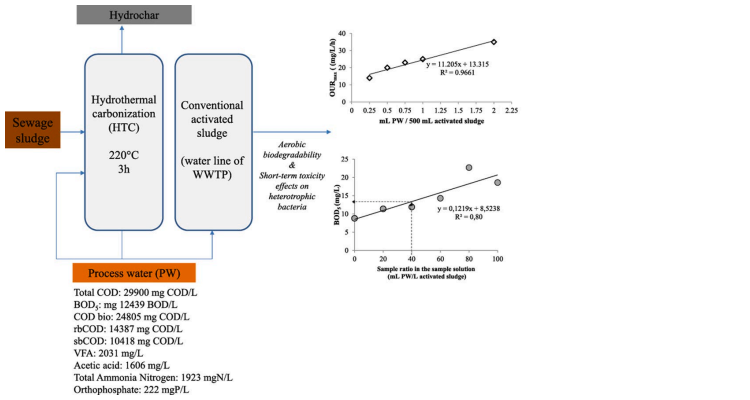 Hydrochar
Sewage
sludge
Hydrothermal
carbonization
(HTC)
220°C
3h
Conventional
activated
sludge
(water line of
WWTP)
Aerobic
biodegradability
&
Short-term toxicity
effects on
heterotrophic
bacteria
Process water (PW)
Total COD: 29900 mg COD/L
BOD₅: mg 12439 BOD/L
COD bio: 24805 mg COD/L
rbCOD: 14387 mg COD/L
sbCOD: 10418 mg COD/L
VFA: 2031 mg/L
Acetic acid: 1606 mg/L
Total Ammonia Nitrogen: 1923 mgN/L
Orthophosphate: 222 mgP/L
OURmax ( (mg/L/h)
40
30
20
10
0
y = 11.205x + 13.315
R² = 0.9661
0 0.25 0.5 0.75 1 1.25 1.5 1.75 2 2.25
mL PW / 500 mL activated sludge
BOD₅ (mg/L)
25
20
15
10
5
0
y = 0,1219x + 8,5238
R² = 0,80
0 20 40 60 80 100
Sample ratio in the sample solution
(mL PW/L activated sludge)